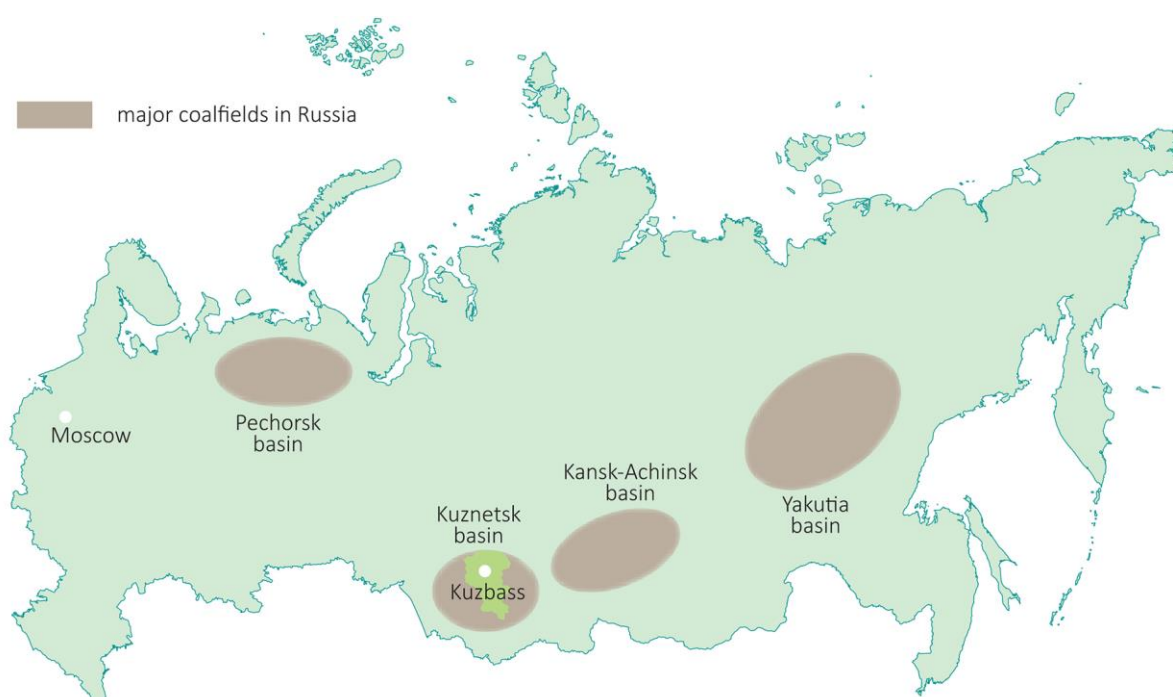 major coalfields in Russia
Moscow
Pechorsk
basin
Kuznetsk
basin
Kuzbass
Kansk-Achinsk
basin
Yakutia
basin